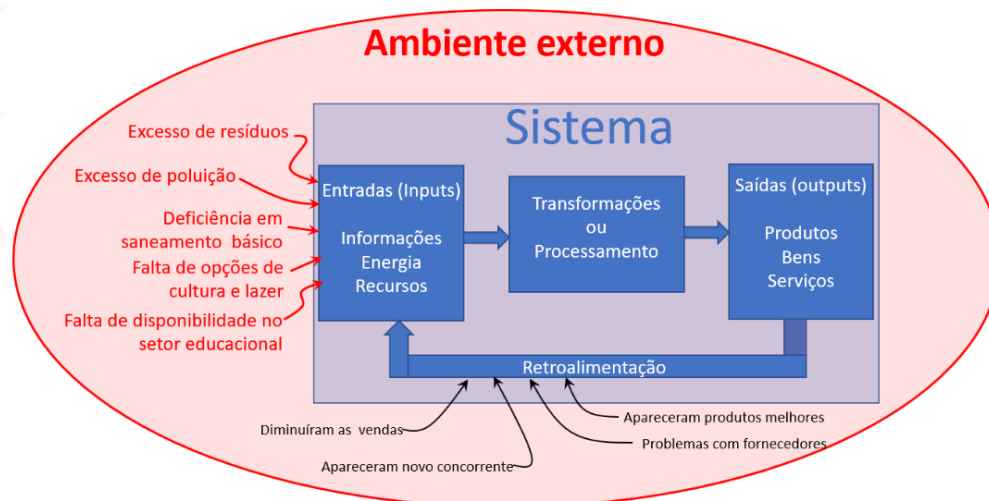 Ambiente externo
Sistema
Excesso de resíduos
Excesso de poluição
Deficiência em
saneamento básico
Falta de opções de
cultura e lazer
Falta de disponibilidade no
setor educacional
Entradas (Inputs)
Informações
Energia
Recursos
Transformações
ou
Processamento
Saídas (outputs)
Produtos
Bens
Serviços
Retroalimentação
Diminuíram as vendas
Apareceram novo concorrente
Apareceram produtos melhores
Problemas com fornecedores